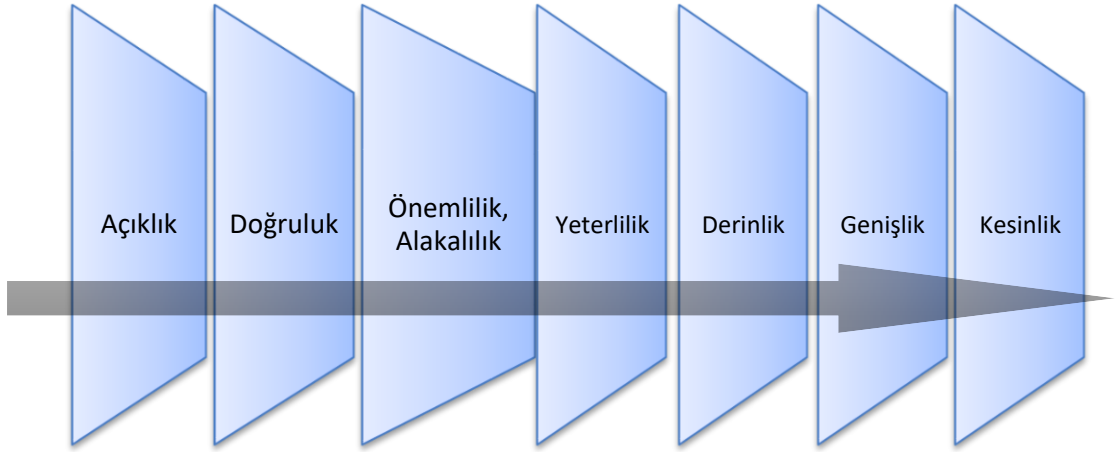 Açıklık
Doğruluk
Önemlilik,
Alakalılık
Yeterlilik
Derinlik
Genişlik
Kesinlik